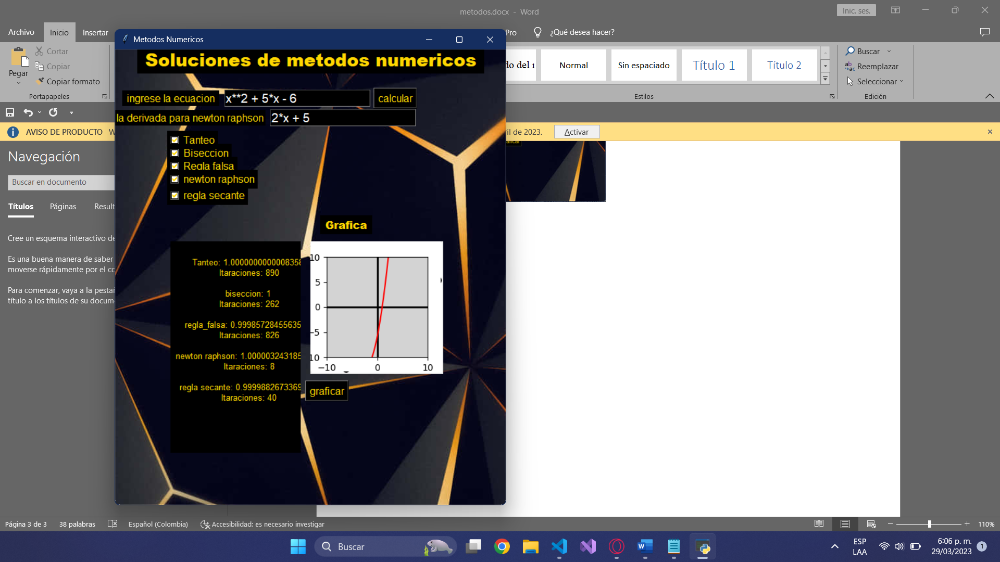 metodos.docx - Word
Inic. ses.
Archivo
Inicio
Insertar
Pro
¿Qué desea hacer?
Pegar
Cortar
Copiar
Copiar formato
Portapapeles
Normal
Sin espaciado
Título 1
Título 2
Estilos
Buscar
Reemplazar
Seleccionar
Edición
AVISO DE PRODUCTO
de 2023.
Activar
Navegación
Buscar en documento
Títulos
Páginas
Result
Cree un esquema interactivo de
Es una buena manera de saber
moverse rápidamente por el co
Para comenzar, vaya a la pestañ
título a los títulos de su docum
Metodos Numericos
Soluciones de metodos numericos
ingrese la ecuacion
x**2 + 5*x - 6
calcular
la derivada para newton raphson
2*x + 5
Tanteo
Biseccion
Regla falsa
newton raphson
regla secante
Grafica
Tanteo: 1.0000000000008358
Itaraciones: 890
biseccion: 1
Itaraciones: 262
regla_falsa: 0.99985728455635
Itaraciones: 826
newton raphson: 1.000003243185
Itaraciones: 8
regla secante: 0.9999882673369
Itaraciones: 40
10
5
0
−5
10
−10
0
10
graficar
Página 3 de 3
38 palabras
Español (Colombia)
Accesibilidad: es necesario investigar
110%
Buscar
ESP
LAA
6:06 p. m.
29/03/2023
1